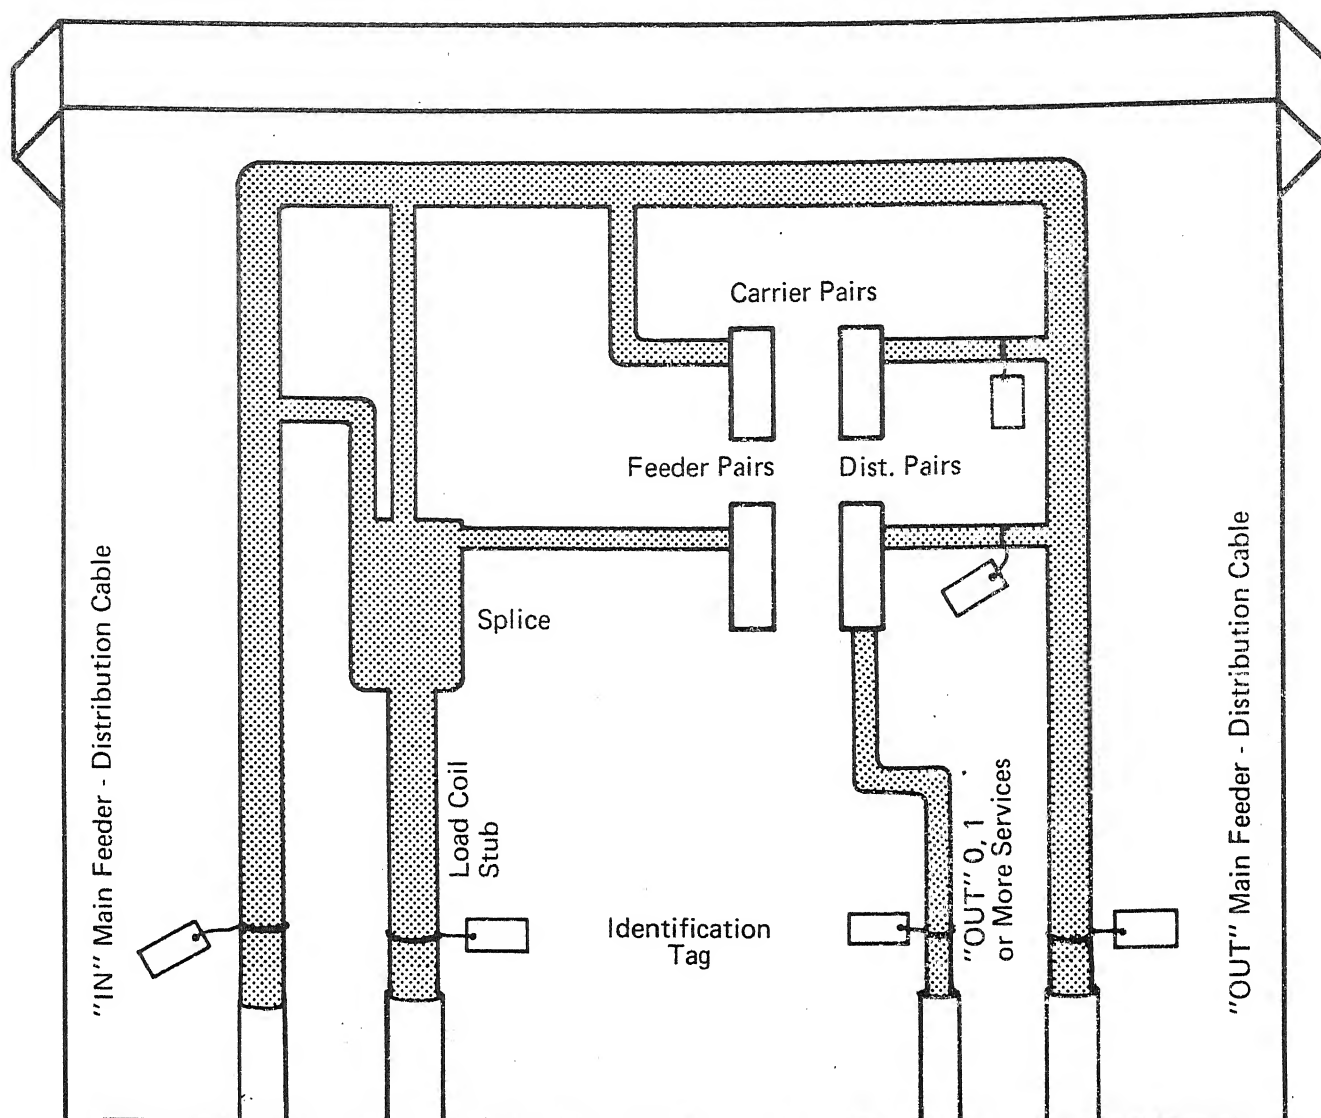 Carrier Pairs
Feeder Pairs
Dist. Pairs
Splice
"IN" Main Feeder - Distribution Cable
Load Coil
Stub
Identification
Tag
"OUT" 0, 1
or More Services
"OUT" Main Feeder - Distribution Cable